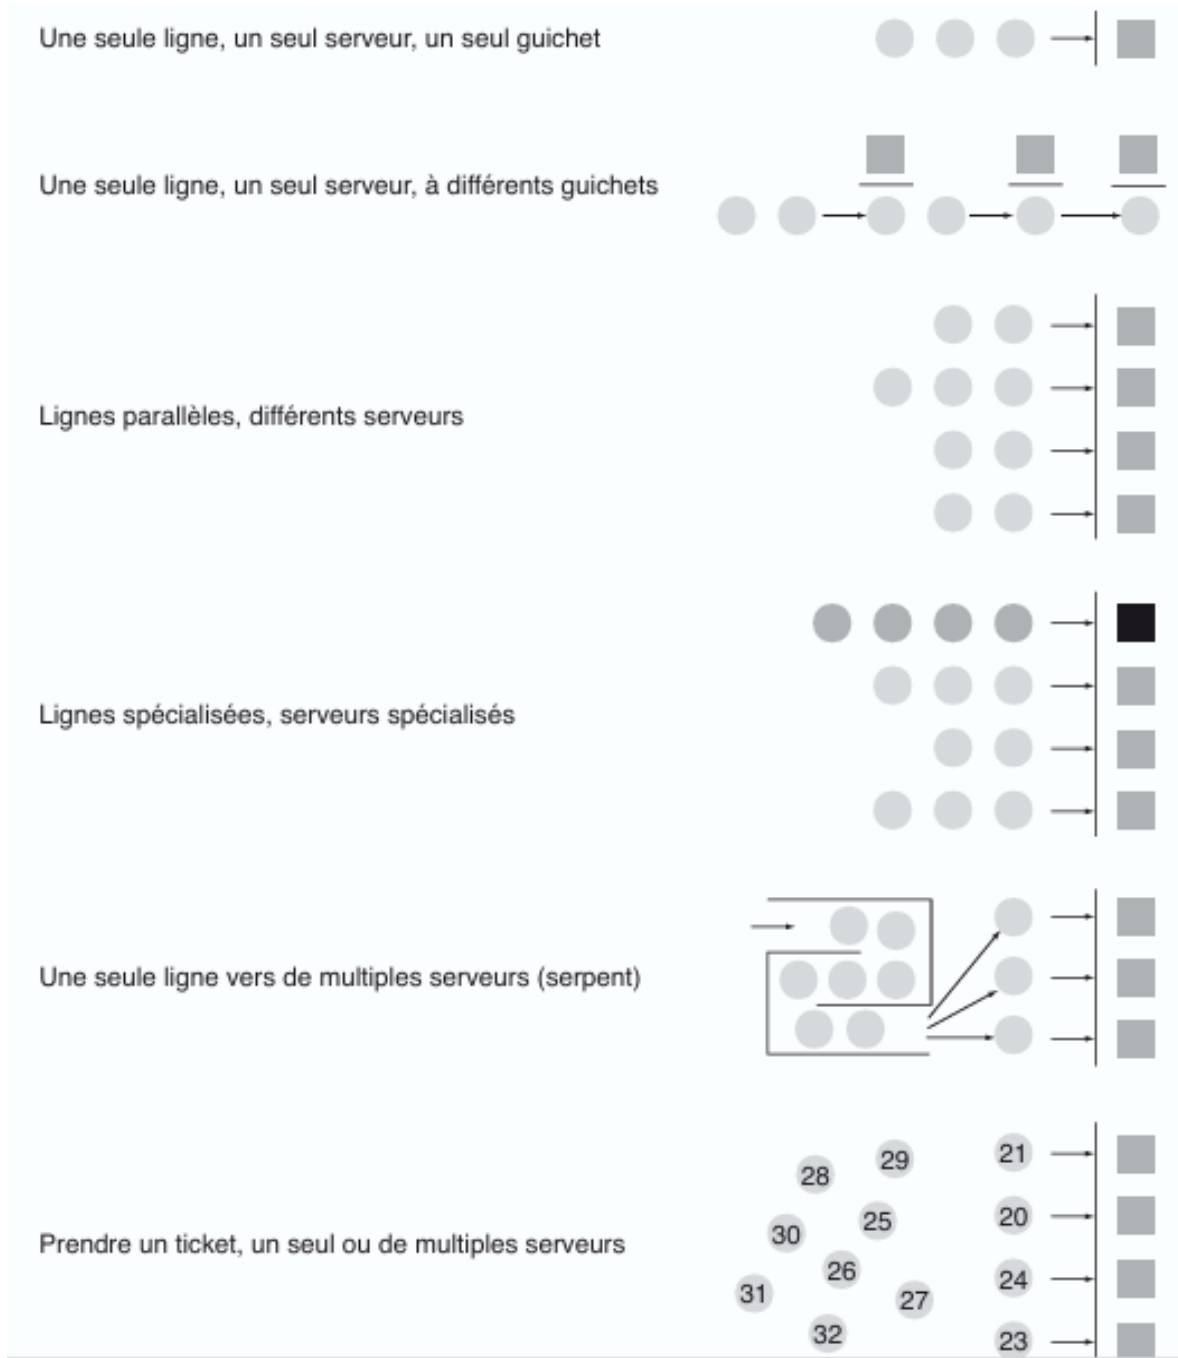 Une seule ligne, un seul serveur, un seul guichet
Une seule ligne, un seul serveur, à différents guichets
Lignes parallèles, différents serveurs
Lignes spécialisées, serveurs spécialisés
Une seule ligne vers de multiples serveurs (serpent)
Prendre un ticket, un seul ou de multiples serveurs
28 29 21
30 25 20
31 26 27 24
32 23